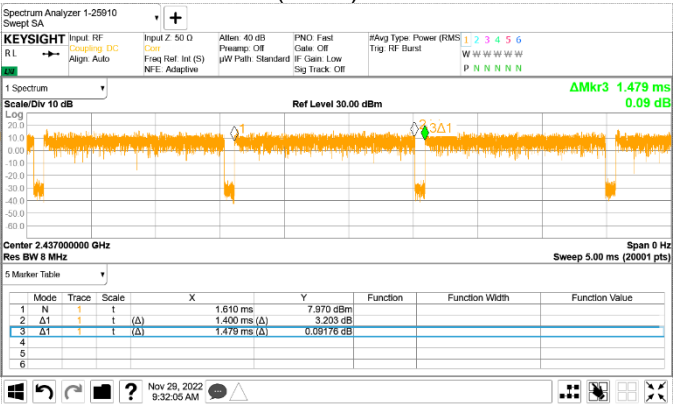 Spectrum Analyzer 1-25910
Swept SA
+
KEYSIGHT Input: RF Input Z: 50 Ω Atten: 40 dB PNO: Fast #Avg Type: Power (RMS 1 2 3 4 5 6
RL Coupling: DC Corr Preamp: Off Gate: Off Trig: RF Burst
Align: Auto Freq Ref: Int (S) µW Path: Standard IF Gain: Low W W W W W W
NFE: Adaptive Sig Track: Off P N N N N N
1 Spectrum ΔMkr3 1.479 ms
Scale/Div 10 dB Ref Level 30.00 dBm 0.09 dB
Log
20.0
10.0
0.00
-10.0
-20.0
-30.0
-40.0
-50.0
-60.0
1
2
3Δ1
Center 2.437000000 GHz Span 0 Hz
Res BW 8 MHz Sweep 5.00 ms (20001 pts)
5 Marker Table
Mode Trace Scale X Y Function Function Width Function Value
1 N 1 t 1.610 ms 7.970 dBm
2 Δ1 1 t (Δ) 1.400 ms (Δ) 3.203 dB
3 Δ1 1 t (Δ) 1.479 ms (Δ) 0.09176 dB
4
5
6
? Nov 29, 2022
9:32:05 AM